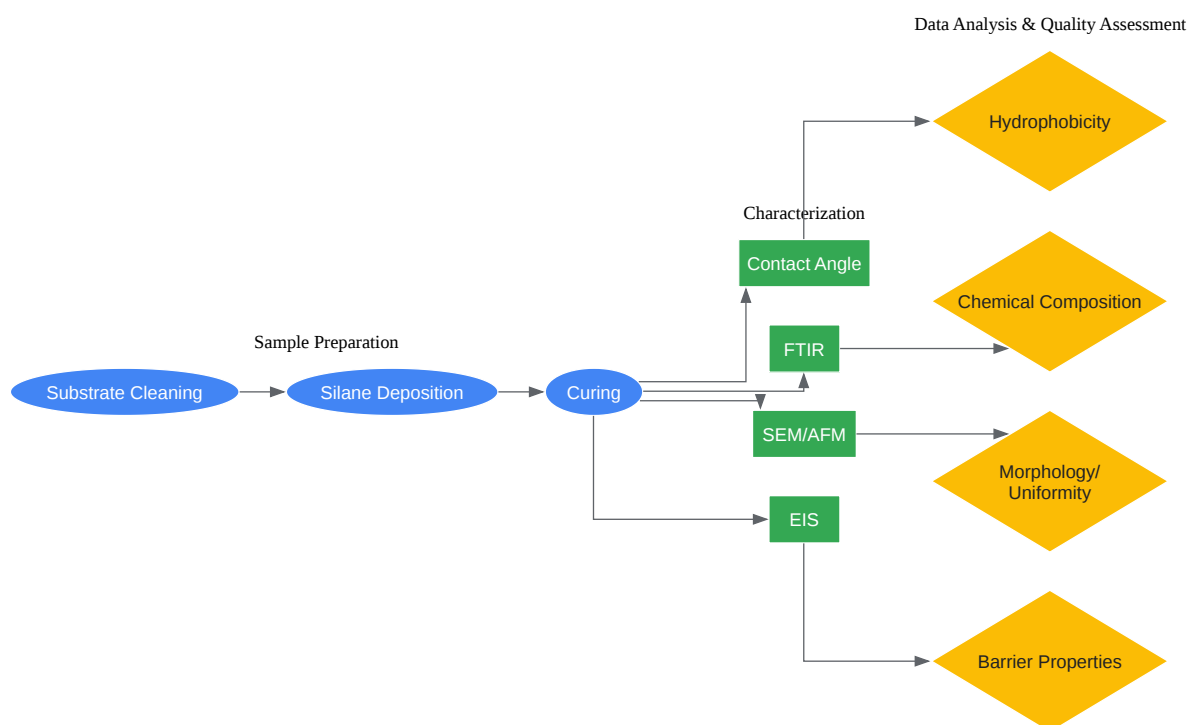 Data Analysis & Quality Assessment
Hydrophobicity
Characterization
Contact Angle
Chemical Composition
Sample Preparation
FTIR
Substrate Cleaning
Silane Deposition
Curing
SEM/AFM
Morphology/
Uniformity
EIS
Barrier Properties